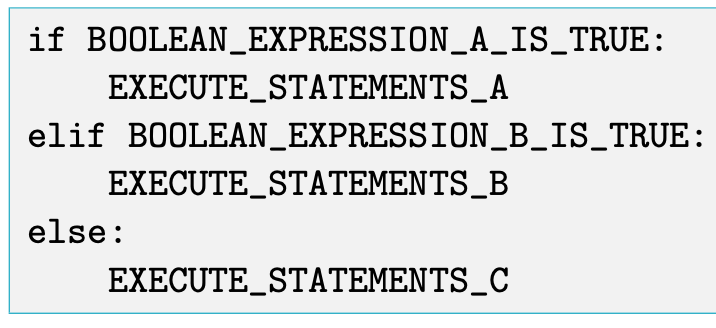 if BOOLEAN_EXPRESSION_A_IS_TRUE:
    EXECUTE_STATEMENTS_A
elif BOOLEAN_EXPRESSION_B_IS_TRUE:
    EXECUTE_STATEMENTS_B
else:
    EXECUTE_STATEMENTS_C